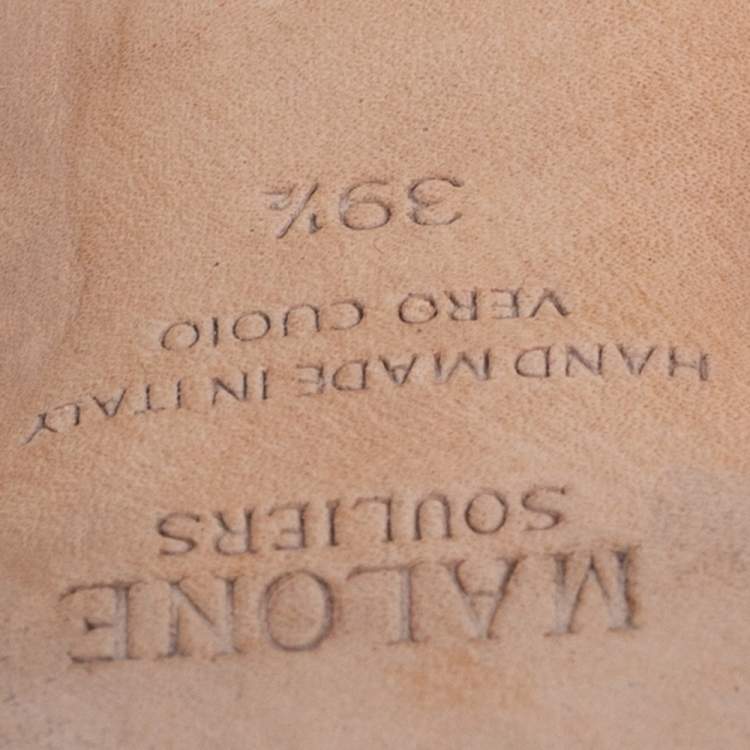 MALONE
SOULIERS
HAND MADE IN ITALY
VERO CUOIO
39½